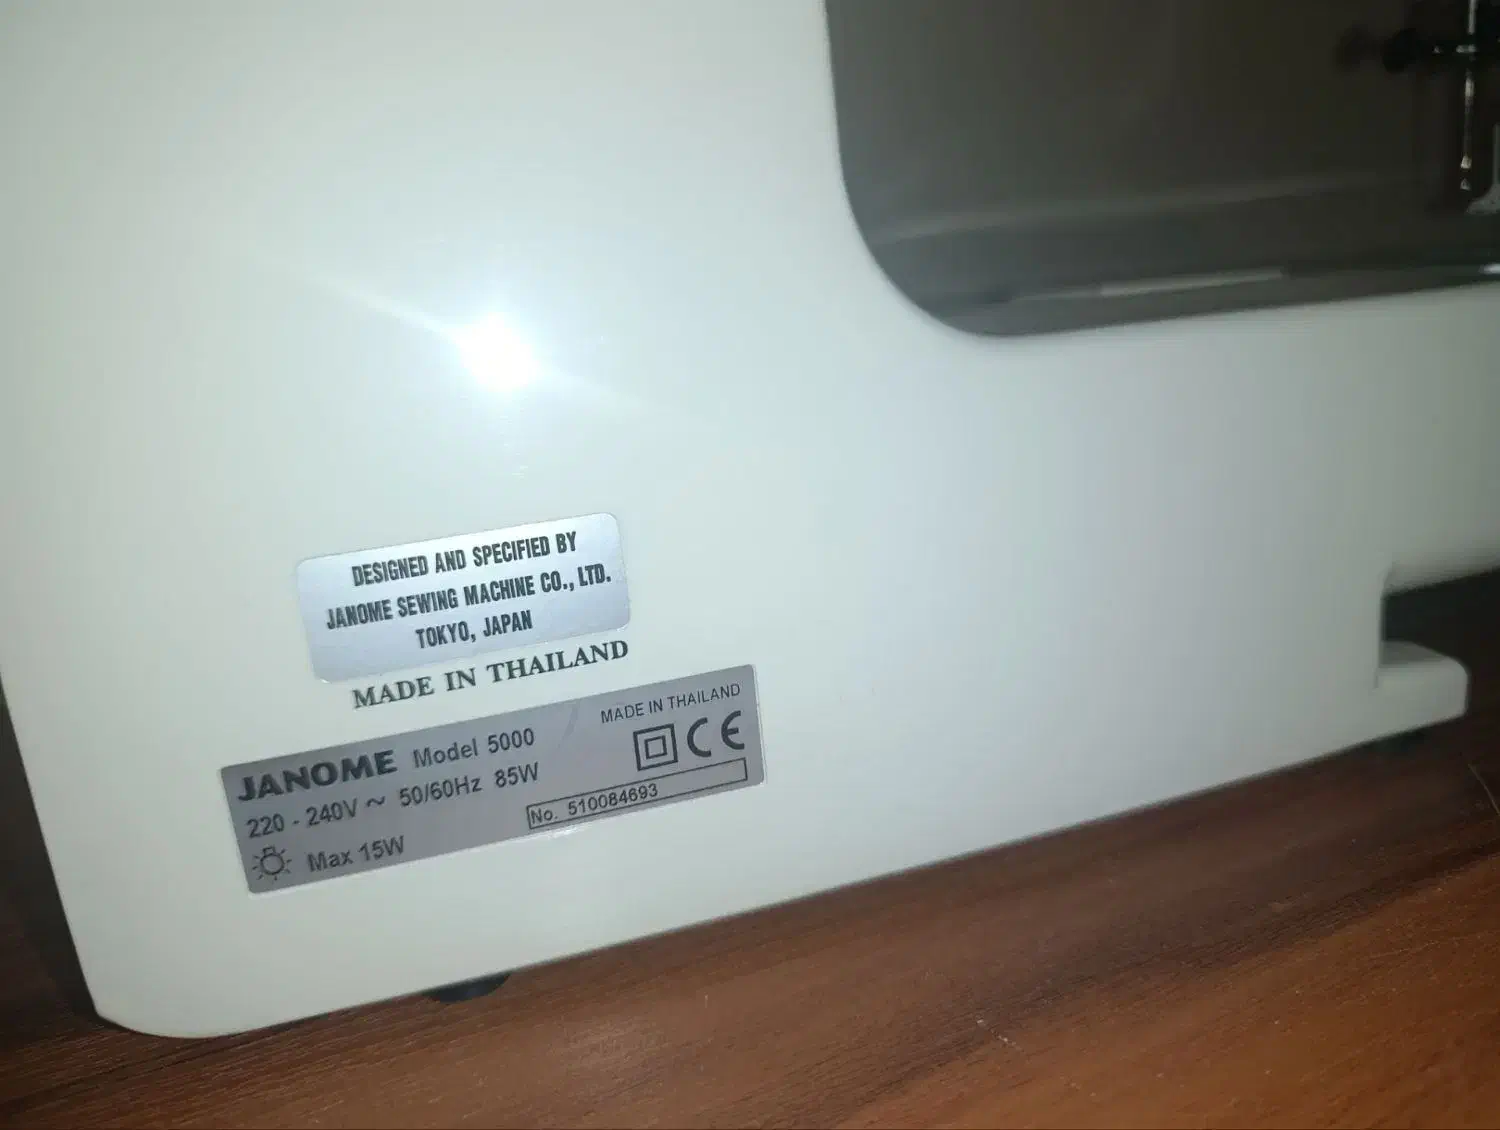 DESIGNED AND SPECIFIED BY
JANOME SEWING MACHINE CO., LTD.
TOKYO, JAPAN
MADE IN THAILAND
JANOME Model 5000
MADE IN THAILAND
220 - 240V ~ 50/60Hz 85W
CE
Max 15W
No. 510084693